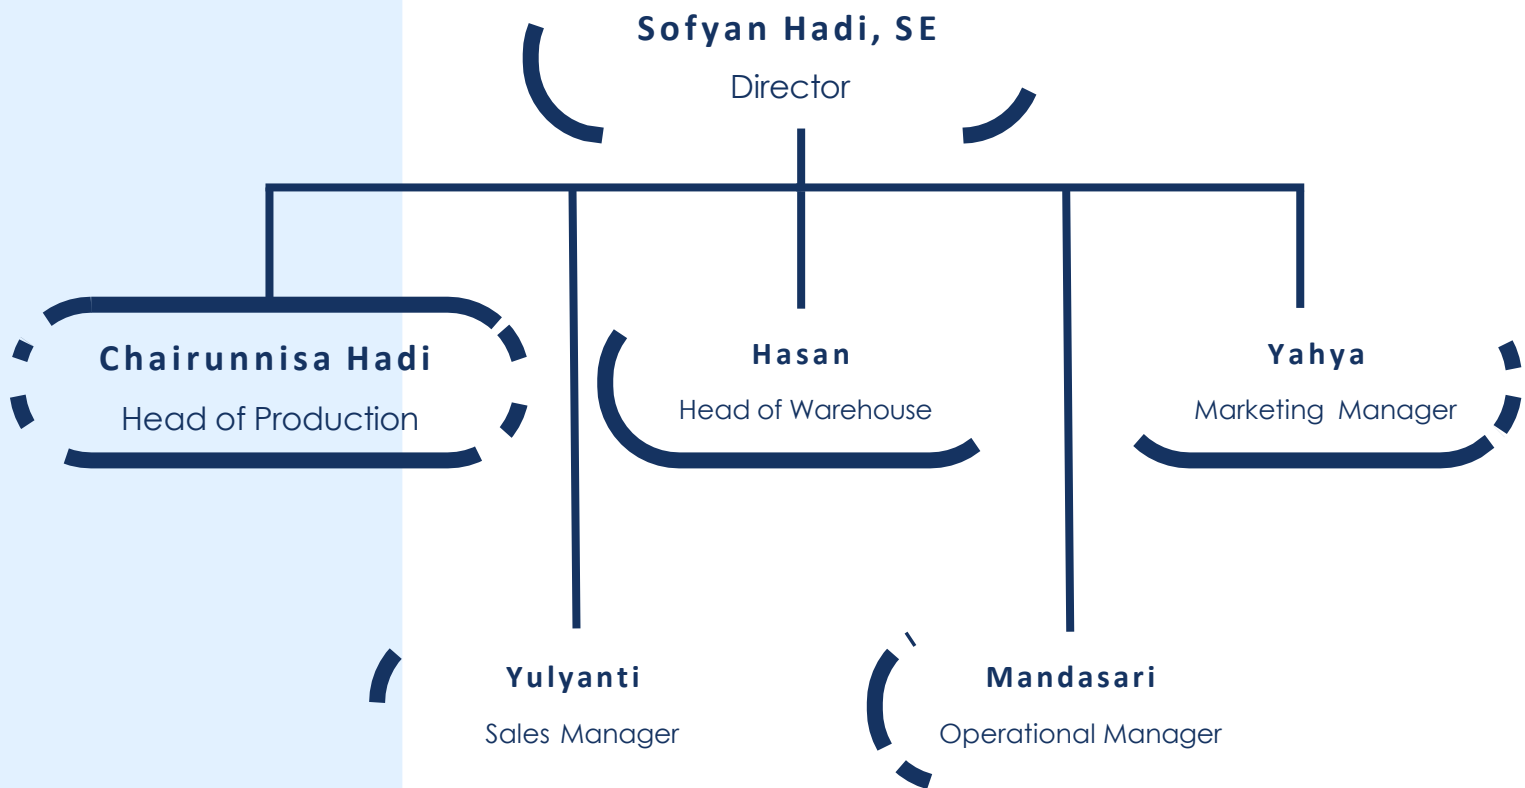 Sofyan Hadi, SE
Director
Chairunnisa Hadi
Head of Production
Hasan
Head of Warehouse
Yahya
Marketing Manager
Yulyanti
Sales Manager
Mandasari
Operational Manager